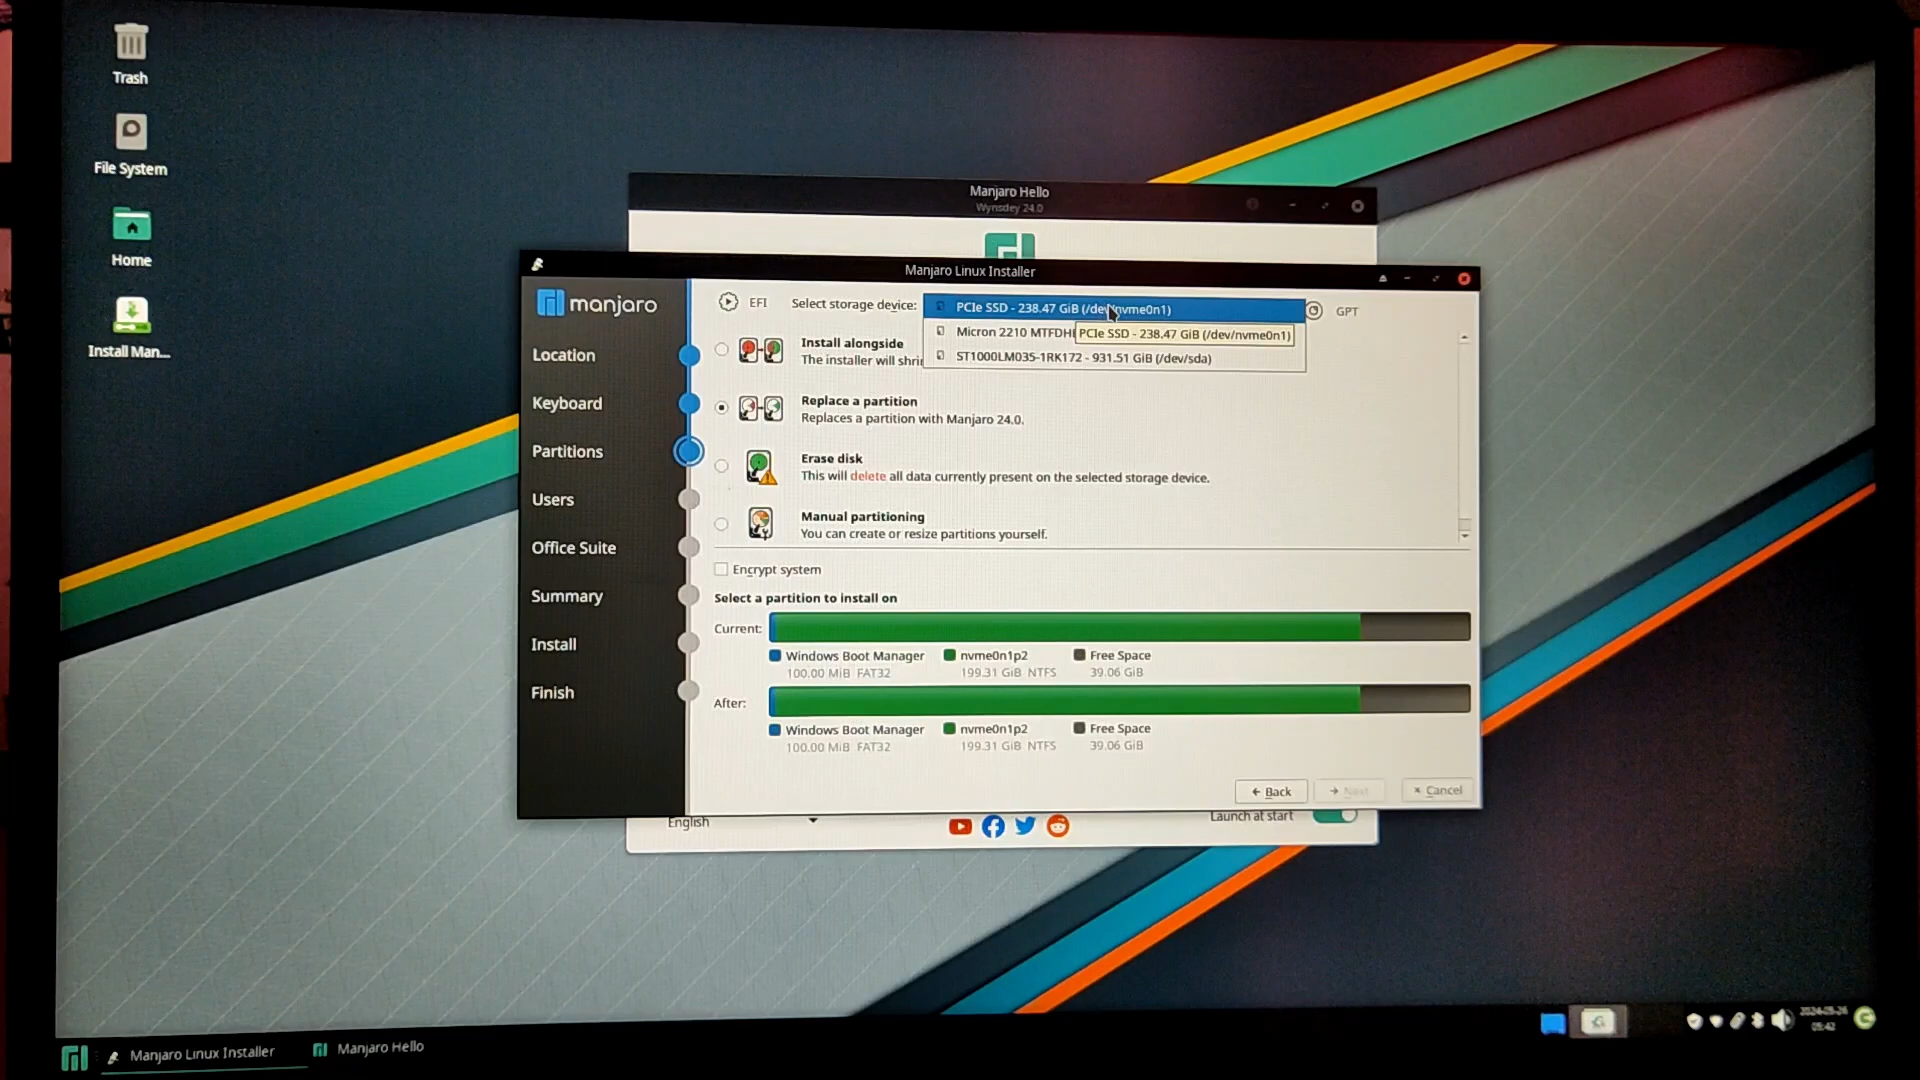 Trash
File System
Home
Install Man...
Manjaro Hello
Wynsdey 24.0
Manjaro Linux Installer
manjaro
Location
Keyboard
Partitions
Users
Office Suite
Summary
Install
Finish
EFI
Select storage device:
PCIe SSD - 238.47 GiB (/dev/nvme0n1)
GPT
Micron 2210 MTFDH
PCIe SSD - 238.47 GiB (/dev/nvme0n1)
ST1000LM035-1RK172 - 931.51 GiB (/dev/sda)
Install alongside
The installer will shri
Replace a partition
Replaces a partition with Manjaro 24.0.
Erase disk
This will delete all data currently present on the selected storage device.
Manual partitioning
You can create or resize partitions yourself.
Encrypt system
Select a partition to install on
Current:
Windows Boot Manager
100.00 MiB FAT32
nvme0n1p2
199.31 GiB NTFS
Free Space
39.06 GiB
After:
Windows Boot Manager
100.00 MiB FAT32
nvme0n1p2
199.31 GiB NTFS
Free Space
39.06 GiB
Back
Next
Cancel
English
Launch at start
Manjaro Linux Installer
Manjaro Hello
2024-05-26
05:42